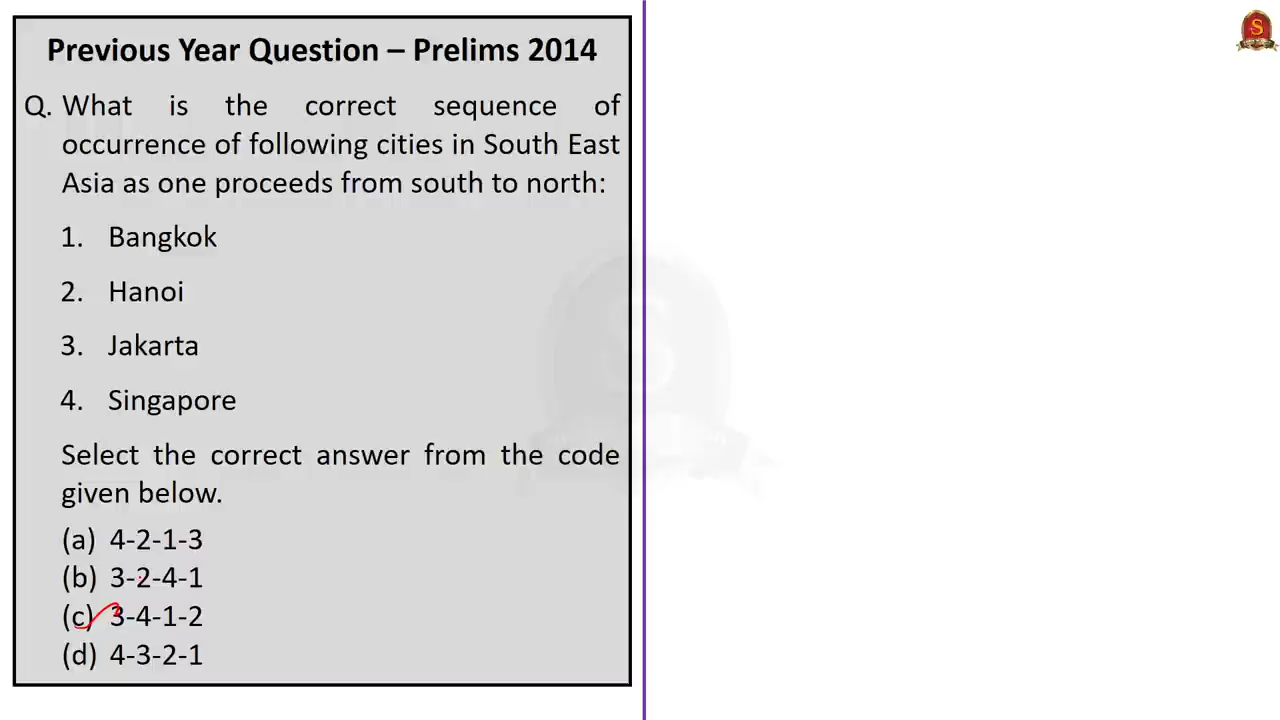 Previous Year Question – Prelims 2014
Q. What is the correct sequence of
occurrence of following cities in South East
Asia as one proceeds from south to north:
1. Bangkok
2. Hanoi
3. Jakarta
4. Singapore
Select the correct answer from the code
given below.
(a) 4-2-1-3
(b) 3-2-4-1
(c) 3-4-1-2
(d) 4-3-2-1